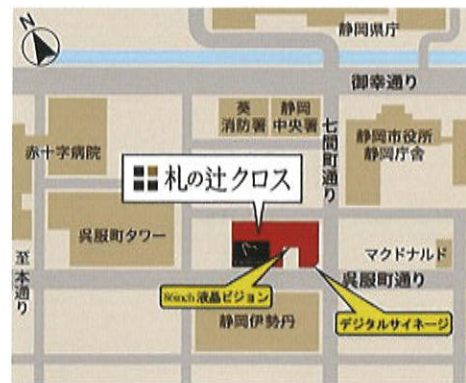 N
静岡県庁
御幸通り
葵
消防署
静岡
中央署
七間町通り
静岡市役所
静岡庁舎
赤十字病院
札の辻クロス
呉服町タワー
至本通り
マクドナルド
呉服町通り
86inch 液晶ビジョン
デジタルサイネージ
静岡伊勢丹